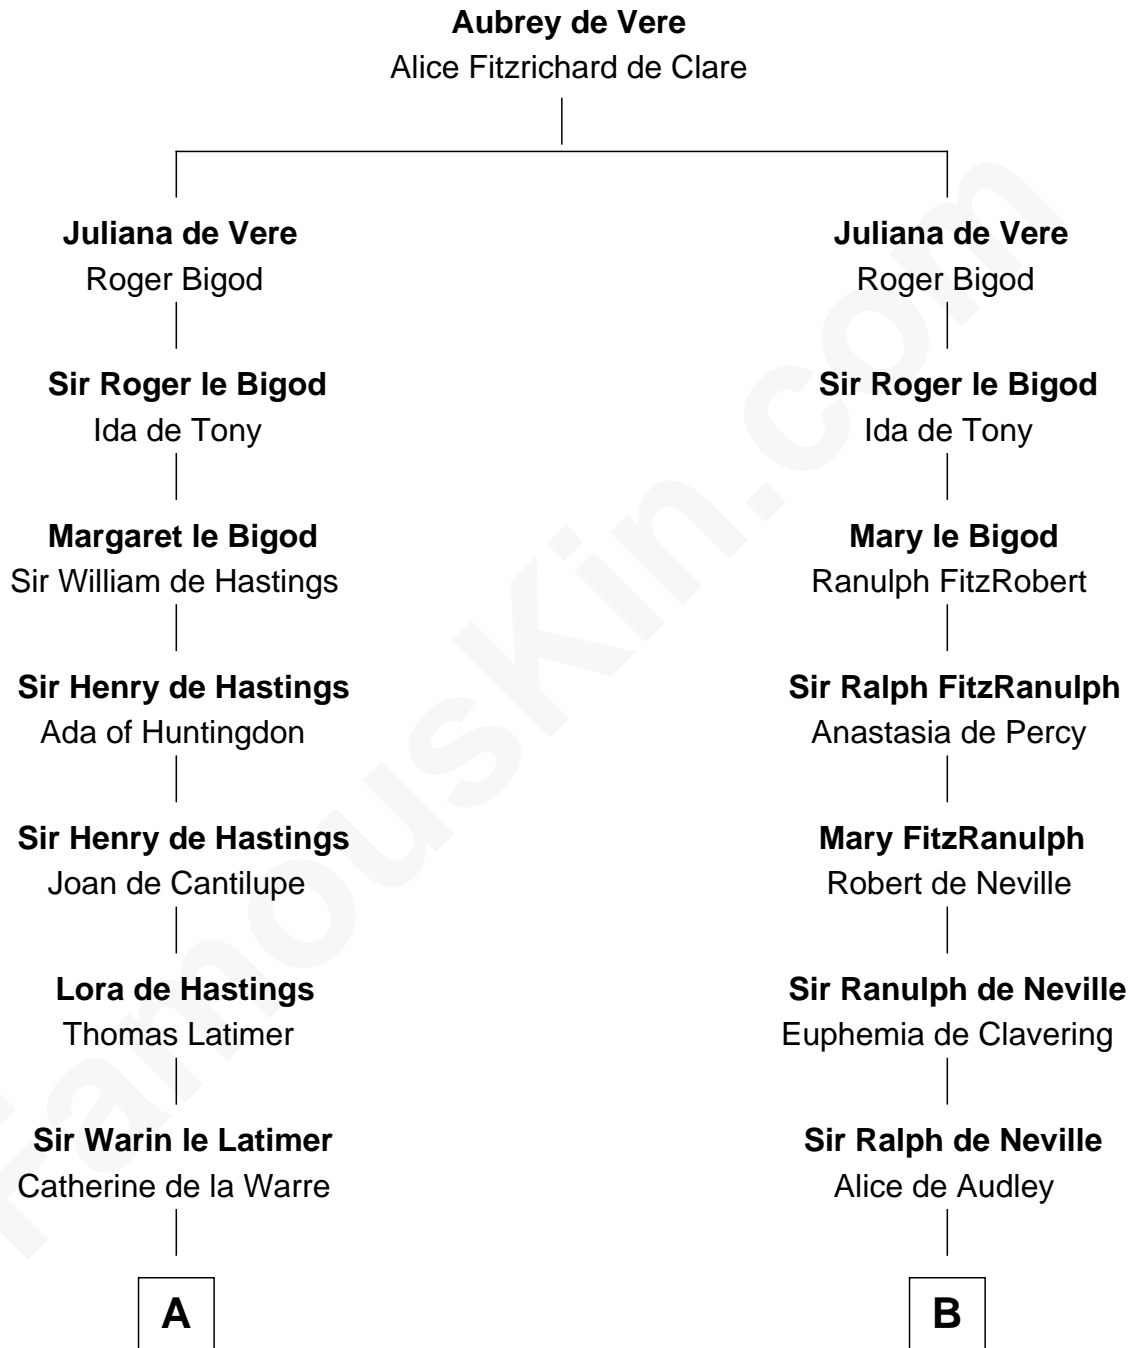 Aubrey de Vere
Alice Fitzrichard de Clare
Juliana de Vere
Roger Bigod
Sir Roger le Bigod
Ida de Tony
Margaret le Bigod
Sir William de Hastings
Sir Henry de Hastings
Ada of Huntingdon
Sir Henry de Hastings
Joan de Cantilupe
Lora de Hastings
Thomas Latimer
Sir Warin le Latimer
Catherine de la Warre
A
Juliana de Vere
Roger Bigod
Sir Roger le Bigod
Ida de Tony
Mary le Bigod
Ranulph FitzRobert
Sir Ralph FitzRanulph
Anastasia de Percy
Mary FitzRanulph
Robert de Neville
Sir Ranulph de Neville
Euphemia de Clavering
Sir Ralph de Neville
Alice de Audley
B
FamousKin.com